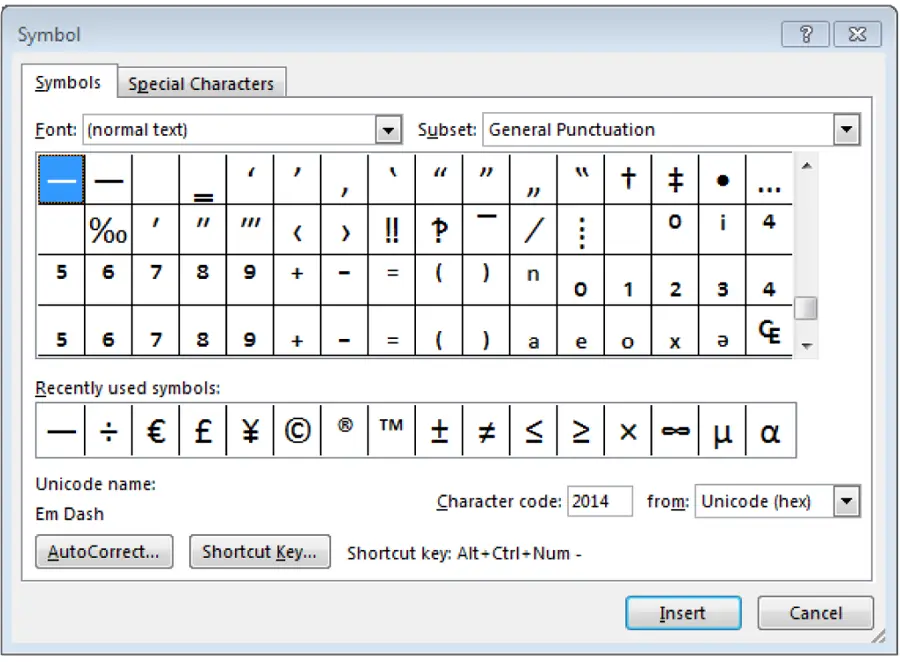 Symbol
Symbols Special Characters
Font: (normal text) Subset: General Punctuation
— — ‗ ‘ ’ ‚ ‛ “ ” „ ‟ † ‡ • …
‰ ′ ″ ‴ ‹ › ‼ ‽ ‾ ⁄ ⁞ ⁰ ⁱ ⁴
⁵ ⁶ ⁷ ⁸ ⁹ ⁺ ⁻ ⁼ ⁽ ⁾ ⁿ ₀ ₁ ₂ ₃ ₄
₅ ₆ ₇ ₈ ₉ ₊ ₋ ₌ ₍ ₎ ₐ ₑ ₒ ₓ ₔ ₠
Recently used symbols:
— ÷ € £ ¥ © ® ™ ± ≠ ≤ ≥ × ∞ µ α
Unicode name:
Em Dash
Character code: 2014 from: Unicode (hex)
AutoCorrect... Shortcut Key... Shortcut key: Alt+Ctrl+Num -
Insert Cancel